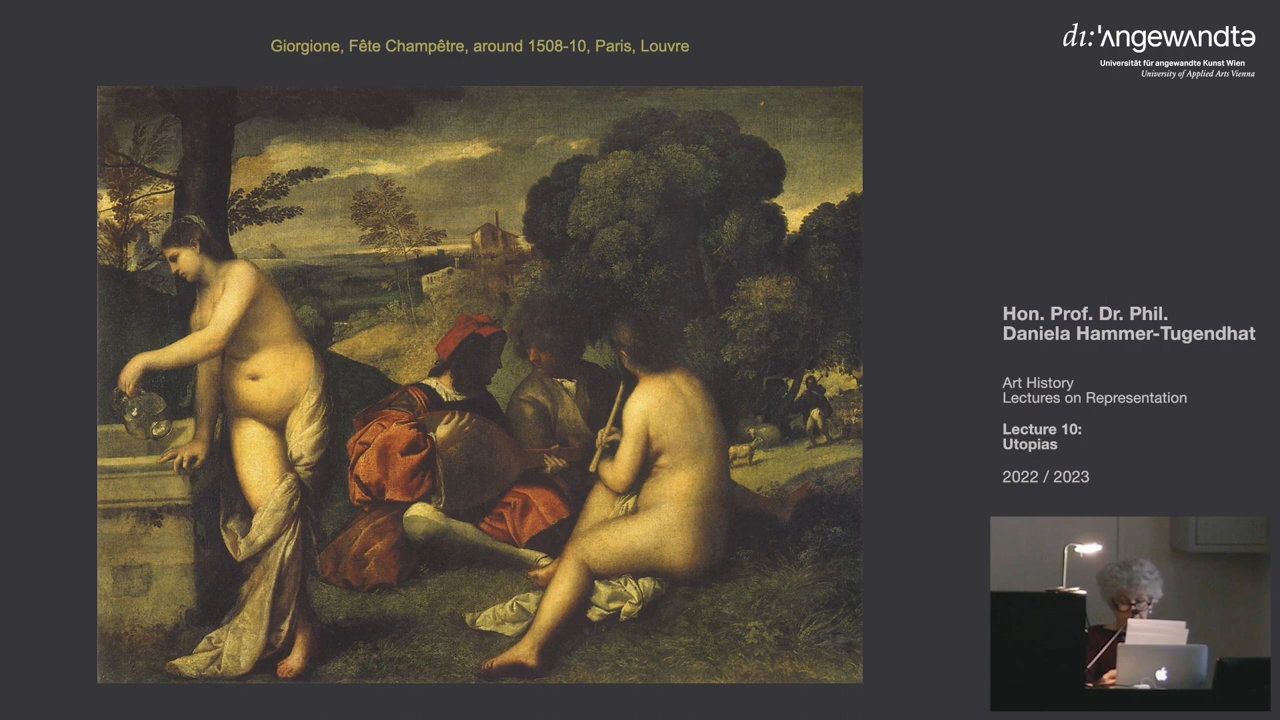 Giorgione, Fête Champêtre, around 1508-10, Paris, Louvre
dı:'ʌngewʌndtə
Universität für angewandte Kunst Wien
University of Applied Arts Vienna
Hon. Prof. Dr. Phil.
Daniela Hammer-Tugendhat
Art History
Lectures on Representation
Lecture 10:
Utopias
2022 / 2023